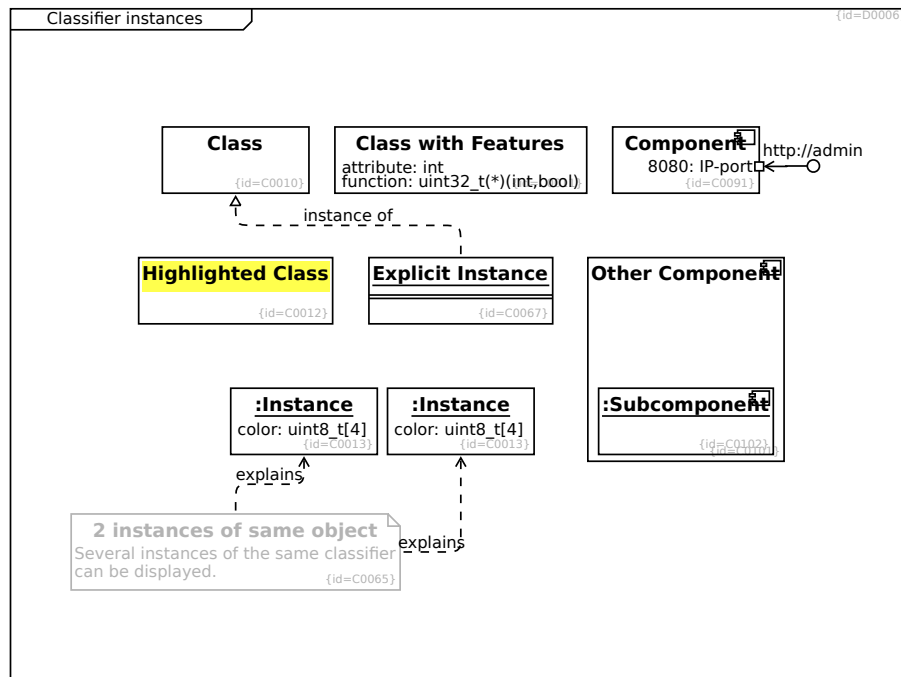 Classifier instances
{id=D0006
Class
{id=C0010}
Class with Features
attribute: int
function: uint32_t(*)(int,bool)
Component
8080: IP-port
{id=C0091}
http://admin
instance of
Highlighted Class
{id=C0012}
Explicit Instance
{id=C0067}
Other Component
:Instance
color: uint8_t[4]
{id=C0013}
:Instance
color: uint8_t[4]
{id=C0013}
:Subcomponent
{id=C0102}
explains
2 instances of same object
Several instances of the same classifier
can be displayed.
{id=C0065}
explains